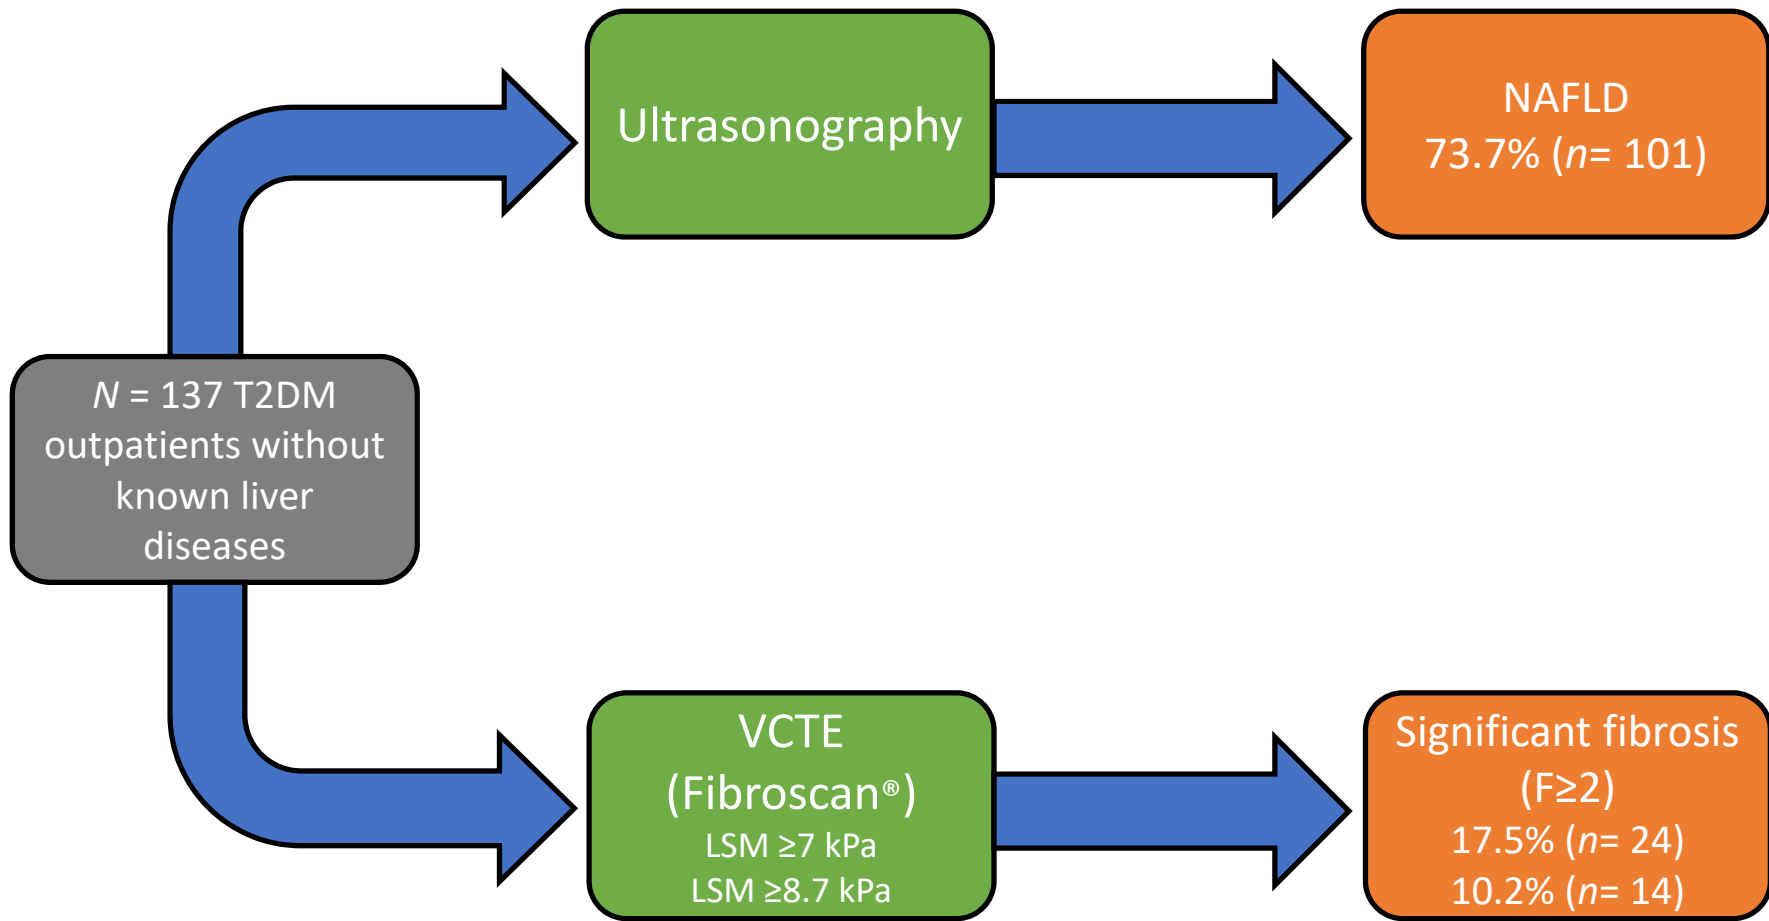 Ultrasonography
NAFLD
73.7% (n= 101)
N = 137 T2DM
outpatients without
known liver
diseases
VCTE
(Fibroscan®)
LSM ≥7 kPa
LSM ≥8.7 kPa
Significant fibrosis
(F≥2)
17.5% (n= 24)
10.2% (n= 14)